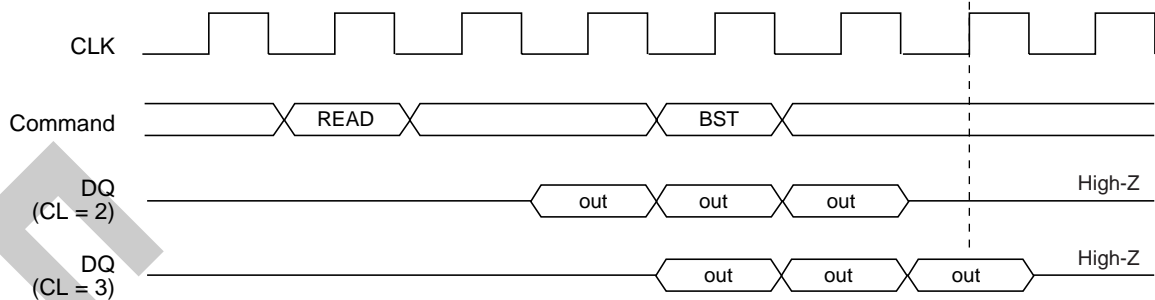 CLK
Command READ BST
DQ
(CL = 2) out out out High-Z
DQ
(CL = 3) out out out High-Z